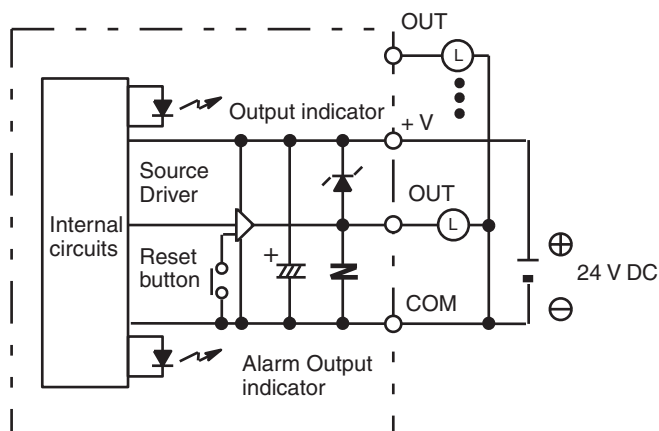 OUT
L
Output indicator
+ V
Source
Driver
OUT
Internal
circuits
L
Reset
button
+
24 V DC
COM
Alarm Output
indicator